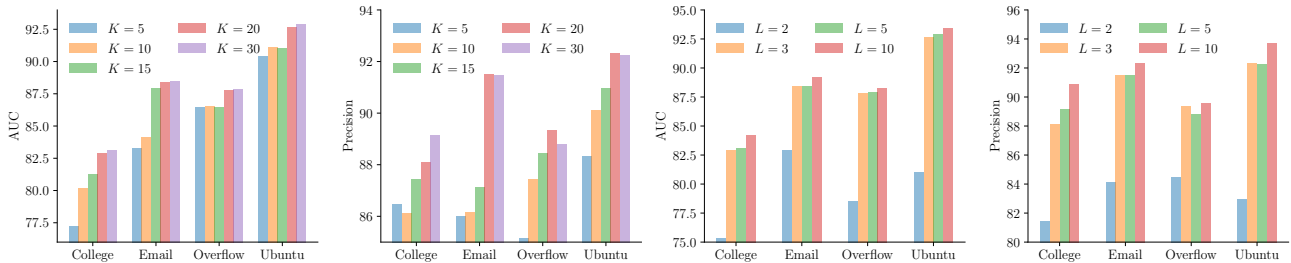 AUC
92.5
90.0
87.5
85.0
82.5
80.0
77.5
K = 5
K = 10
K = 15
K = 20
K = 30
College Email Overflow Ubuntu
Precision
94
92
90
88
86
K = 5
K = 10
K = 15
K = 20
K = 30
College Email Overflow Ubuntu
AUC
95.0
92.5
90.0
87.5
85.0
82.5
80.0
77.5
75.0
L = 2
L = 3
L = 5
L = 10
College Email Overflow Ubuntu
Precision
96
94
92
90
88
86
84
82
80
L = 2
L = 3
L = 5
L = 10
College Email Overflow Ubuntu